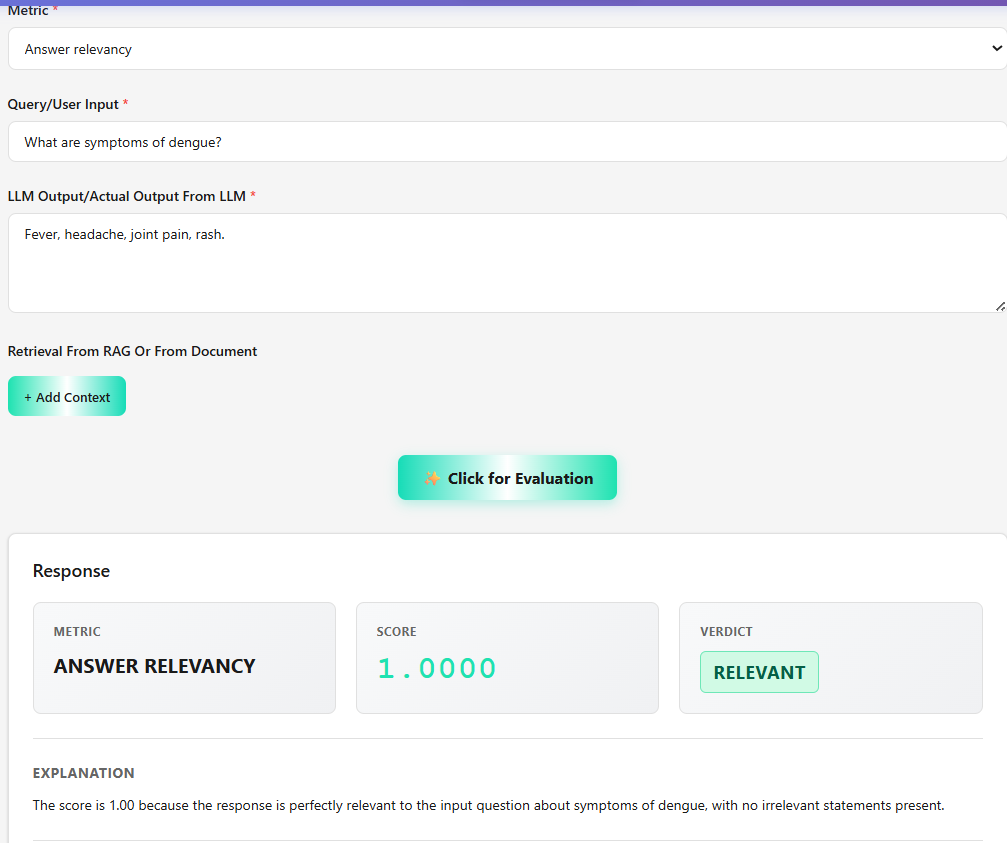 Metric *
Answer relevancy
Query/User Input *
What are symptoms of dengue?
LLM Output/Actual Output From LLM *
Fever, headache, joint pain, rash.
Retrieval From RAG Or From Document
+ Add Context
✨ Click for Evaluation
Response
METRIC
ANSWER RELEVANCY
SCORE
1.0000
VERDICT
RELEVANT
EXPLANATION
The score is 1.00 because the response is perfectly relevant to the input question about symptoms of dengue, with no irrelevant statements present.